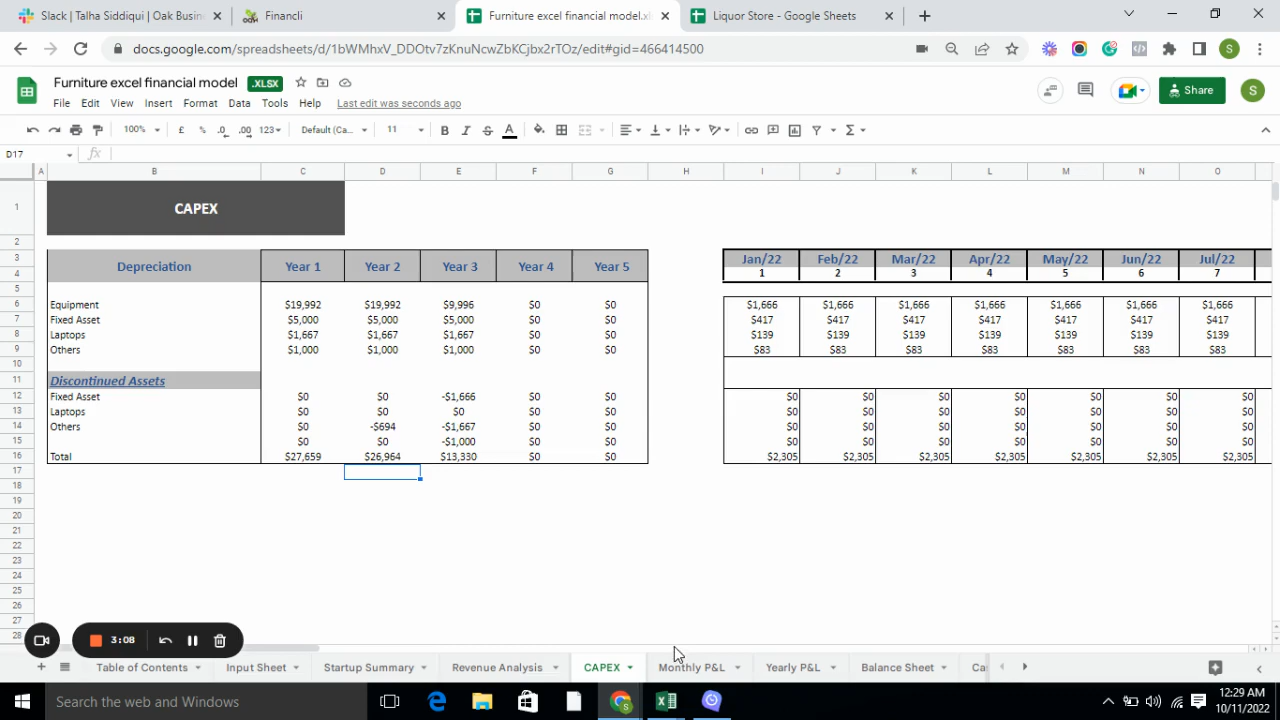 Slack | Talha Siddiqui | Oak Busin
Financli
Furniture excel financial model.xl
Liquor Store - Google Sheets
docs.google.com/spreadsheets/d/1bWMhxV_DDOtv7zKnuNcwZbKCjbx2rTOz/edit#gid=466414500
S
Furniture excel financial model .XLSX
File Edit View Insert Format Data Tools Help Last edit was seconds ago
Share S
100% £ % .0 .00 123 Default (Ca... 11 B I S A
D17 fx
A B C D E F G H I J K L M N O
1 CAPEX
2
3 Depreciation Year 1 Year 2 Year 3 Year 4 Year 5 Jan/22 Feb/22 Mar/22 Apr/22 May/22 Jun/22 Jul/22
4 1 2 3 4 5 6 7
5
6 Equipment $19,992 $19,992 $9,996 $0 $0 $1,666 $1,666 $1,666 $1,666 $1,666 $1,666 $1,666
7 Fixed Asset $5,000 $5,000 $5,000 $0 $0 $417 $417 $417 $417 $417 $417 $417
8 Laptops $1,667 $1,667 $1,667 $0 $0 $139 $139 $139 $139 $139 $139 $139
9 Others $1,000 $1,000 $1,000 $0 $0 $83 $83 $83 $83 $83 $83 $83
10
11 Discontinued Assets
12 Fixed Asset $0 $0 -$1,666 $0 $0 $0 $0 $0 $0 $0 $0 $0
13 Laptops $0 $0 $0 $0 $0 $0 $0 $0 $0 $0 $0 $0
14 Others $0 -$694 -$1,667 $0 $0 $0 $0 $0 $0 $0 $0 $0
15 $0 $0 -$1,000 $0 $0 $0 $0 $0 $0 $0 $0 $0
16 Total $27,659 $26,964 $13,330 $0 $0 $2,305 $2,305 $2,305 $2,305 $2,305 $2,305 $2,305
17
18
19
20
21
22
23
24
25
26
27
28
3:08
Table of Contents Input Sheet Startup Summary Revenue Analysis CAPEX Monthly P&L Yearly P&L Balance Sheet Ca
Search the web and Windows
12:29 AM
10/11/2022